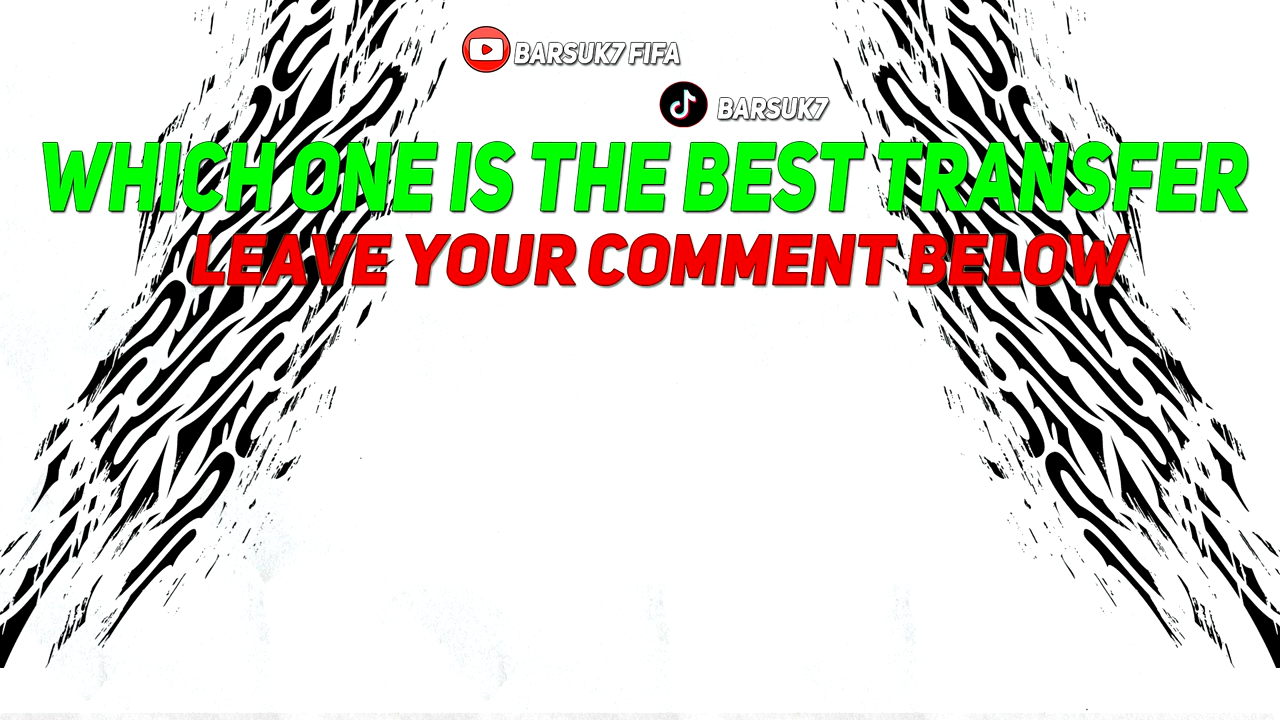 BARSUK7 FIFA
BARSUK7
WHICH ONE IS THE BEST TRANSFER
LEAVE YOUR COMMENT BELOW